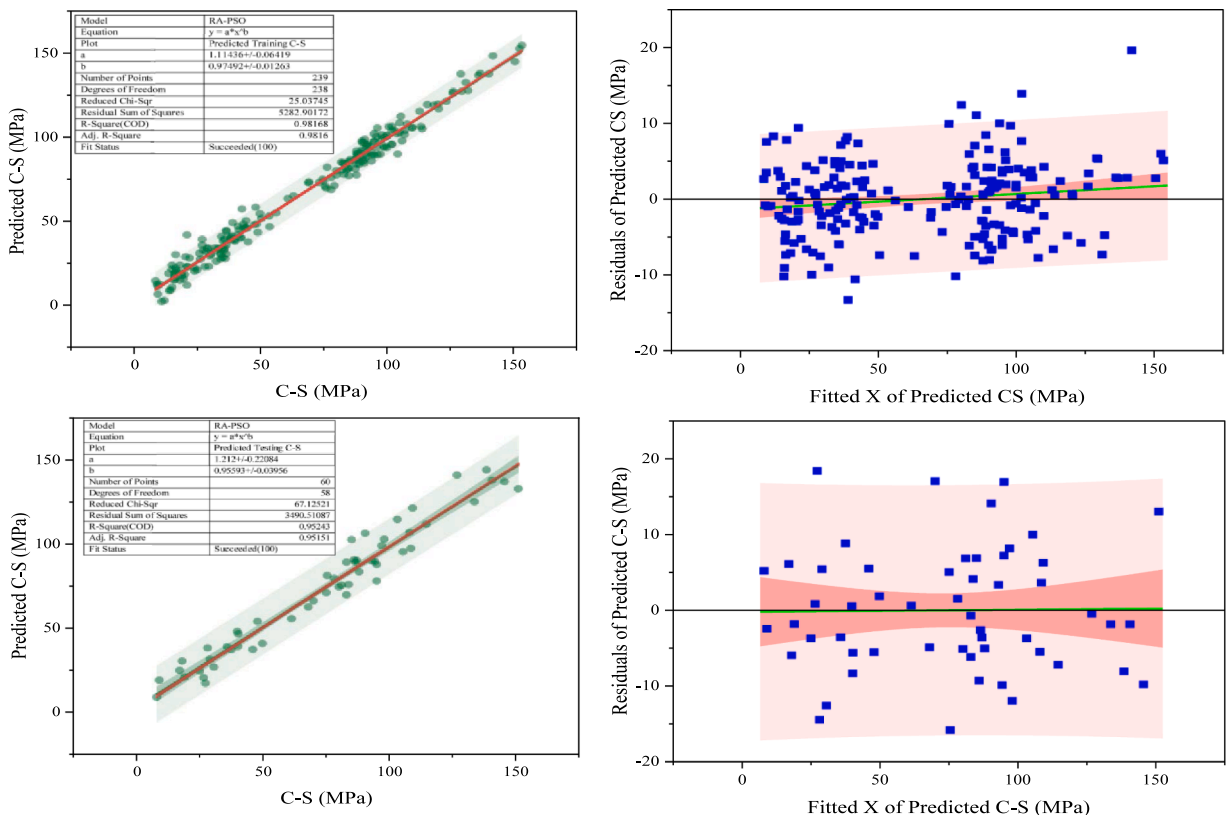 Model RA-PSO
Equation y = a*x^b
Plot Predicted Training C-S
a 1.11436+/-0.06419
b 0.97492+/-0.01263
Number of Points 239
Degrees of Freedom 238
Reduced Chi-Sqr 25.03745
Residual Sum of Squares 5282.90172
R-Square(COD) 0.98168
Adj. R-Square 0.9816
Fit Status Succeeded(100)
150
100
50
0
Predicted C-S (MPa)
0 50 100 150
C-S (MPa)
20
10
0
-10
-20
Residuals of Predicted CS (MPa)
0 50 100 150
Fitted X of Predicted CS (MPa)
Model RA-PSO
Equation y = a*x^b
Plot Predicted Testing C-S
a 1.212+/-0.22084
b 0.95593+/-0.03956
Number of Points 60
Degrees of Freedom 58
Reduced Chi-Sqr 67.12521
Residual Sum of Squares 3490.51087
R-Square(COD) 0.95243
Adj. R-Square 0.95151
Fit Status Succeeded(100)
150
100
50
0
Predicted C-S (MPa)
0 50 100 150
C-S (MPa)
20
10
0
-10
-20
Residuals of Predicted C-S (MPa)
0 50 100 150
Fitted X of Predicted C-S (MPa)